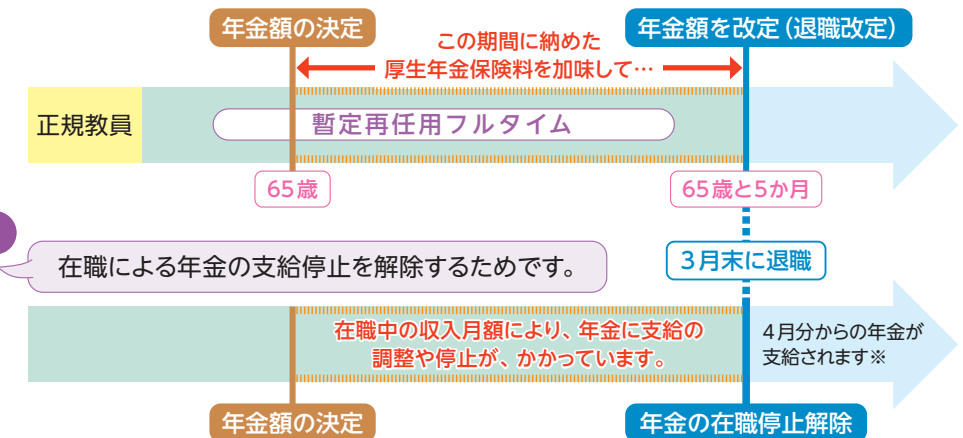 年金額の決定
年金額を改定（退職改定）
この期間に納めた
厚生年金保険料を加味して…
正規教員
暫定再任用フルタイム
65歳
65歳と5か月
在職による年金の支給停止を解除するためです。
3月末に退職
在職中の収入月額により、年金に支給の
調整や停止が、かかっています。
4月分からの年金が
支給されます※
年金額の決定
年金の在職停止解除